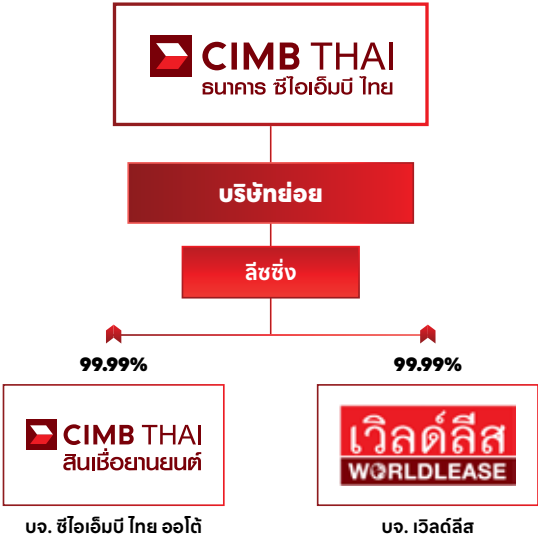 CIMB THAI
ธนาคาร ซีไอเอ็มบี ไทย
บริษัทย่อย
ลีซซิ่ง
99.99%
99.99%
CIMB THAI
สินเชื่อยานยนต์
เวิลด์ลีส
WORLDLEASE
บจ. ซีไอเอ็มบี ไทย ออโต้
บจ. เวิลด์ลีส